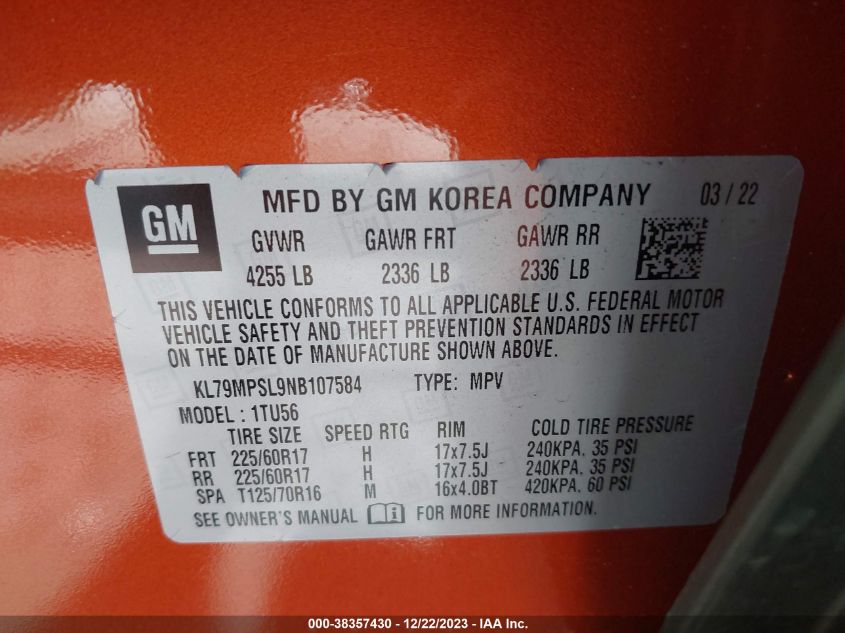 GM
MFD BY GM KOREA COMPANY 03 / 22
GVWR GAWR FRT GAWR RR
4255 LB 2336 LB 2336 LB
THIS VEHICLE CONFORMS TO ALL APPLICABLE U.S. FEDERAL MOTOR
VEHICLE SAFETY AND THEFT PREVENTION STANDARDS IN EFFECT
ON THE DATE OF MANUFACTURE SHOWN ABOVE.
KL79MPSL9NB107584 TYPE: MPV
MODEL : 1TU56
TIRE SIZE SPEED RTG RIM COLD TIRE PRESSURE
FRT 225/60R17 H 17x7.5J 240KPA, 35 PSI
RR 225/60R17 H 17x7.5J 240KPA, 35 PSI
SPA T125/70R16 M 16x4.0BT 420KPA, 60 PSI
SEE OWNER'S MANUAL FOR MORE INFORMATION.
000-38357430 - 12/22/2023 - IAA Inc.